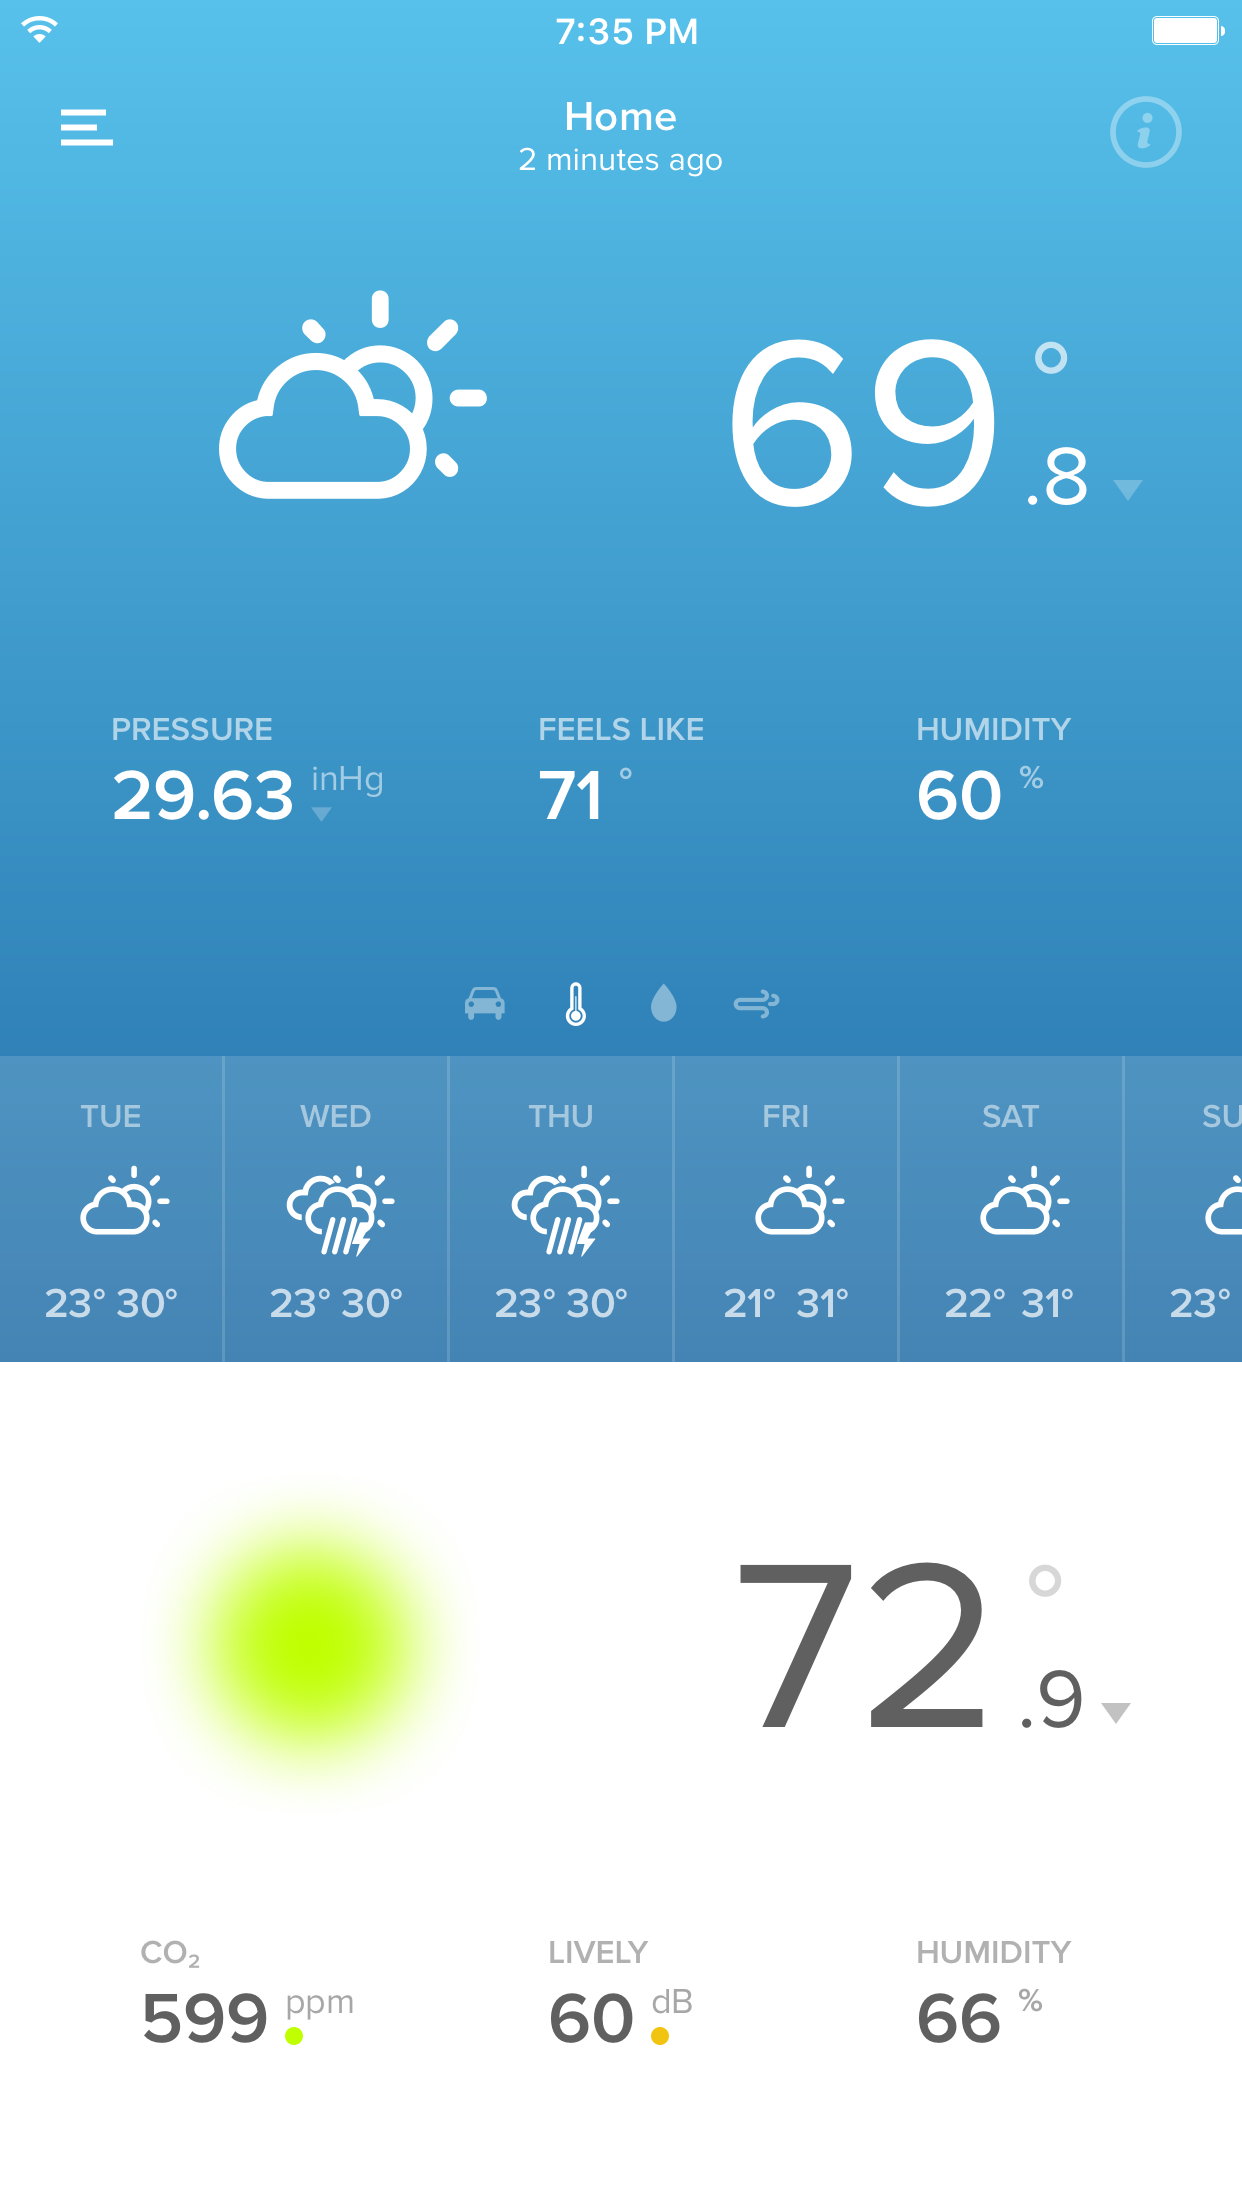 7:35 PM
Home
2 minutes ago
69.8°
PRESSURE FEELS LIKE HUMIDITY
29.63 inHg 71° 60 %
TUE WED THU FRI SAT SU
23° 30° 23° 30° 23° 30° 21° 31° 22° 31° 23°
72.9°
CO₂ LIVELY HUMIDITY
599 ppm 60 dB 66 %